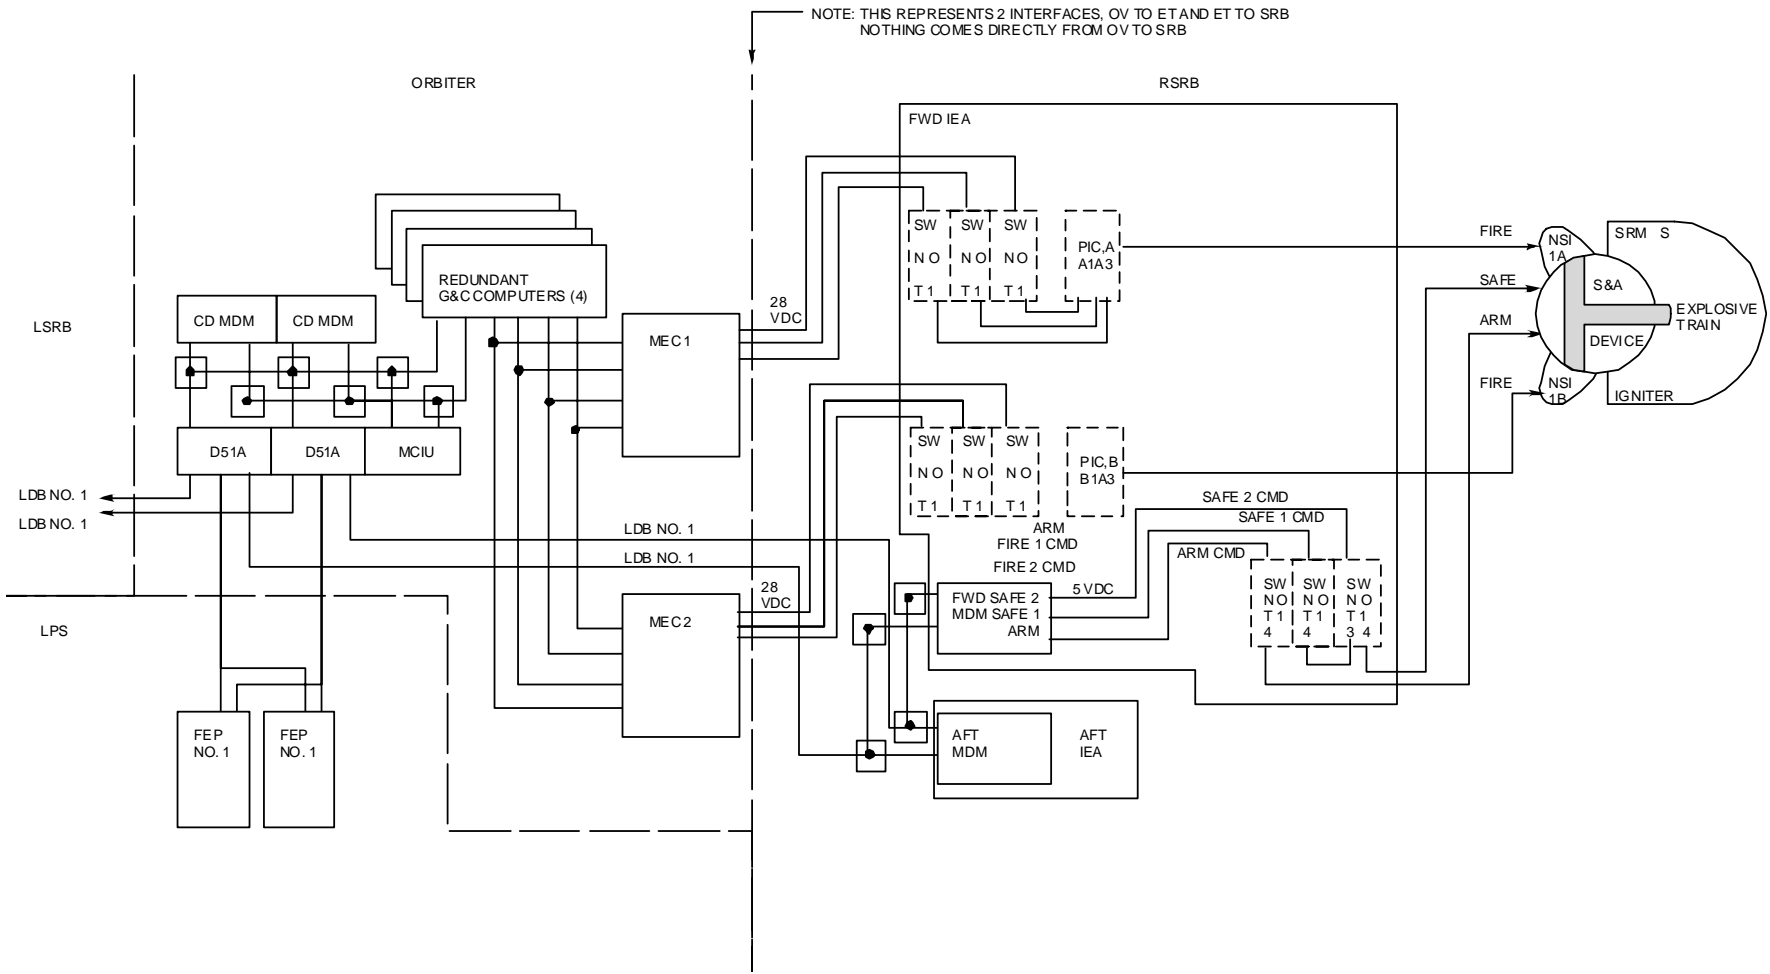 NOTE: THIS REPRESENTS 2 INTERFACES, OV TO ET AND ET TO SRB
NOTHING COMES DIRECTLY FROM OV TO SRB
ORBITER
RSRB
FWD IEA
LSRB
LPS
REDUNDANT
G&C COMPUTERS (4)
CD MDM
CD MDM
D51A
D51A
MCIU
LDB NO. 1
LDB NO. 1
FEP
NO. 1
FEP
NO. 1
MEC 1
28
VDC
MEC 2
28
VDC
LDB NO. 1
LDB NO. 1
SW
NO
T1
SW
NO
T1
SW
NO
T1
PIC,A
A1A3
SW
NO
T1
SW
NO
T1
SW
NO
T1
PIC,B
B1A3
ARM
FIRE 1 CMD
FIRE 2 CMD
FWD SAFE 2
MDM SAFE 1
ARM
5 VDC
SAFE 2 CMD
SAFE 1 CMD
ARM CMD
SW
NO
T1
4
SW
NO
T1
4
SW
NO
T1
3 4
AFT
MDM
AFT
IEA
FIRE
SAFE
ARM
FIRE
NSI
1A
SRM S
S&A
DEVICE
EXPLOSIVE
TRAIN
NSI
1B
IGNITER